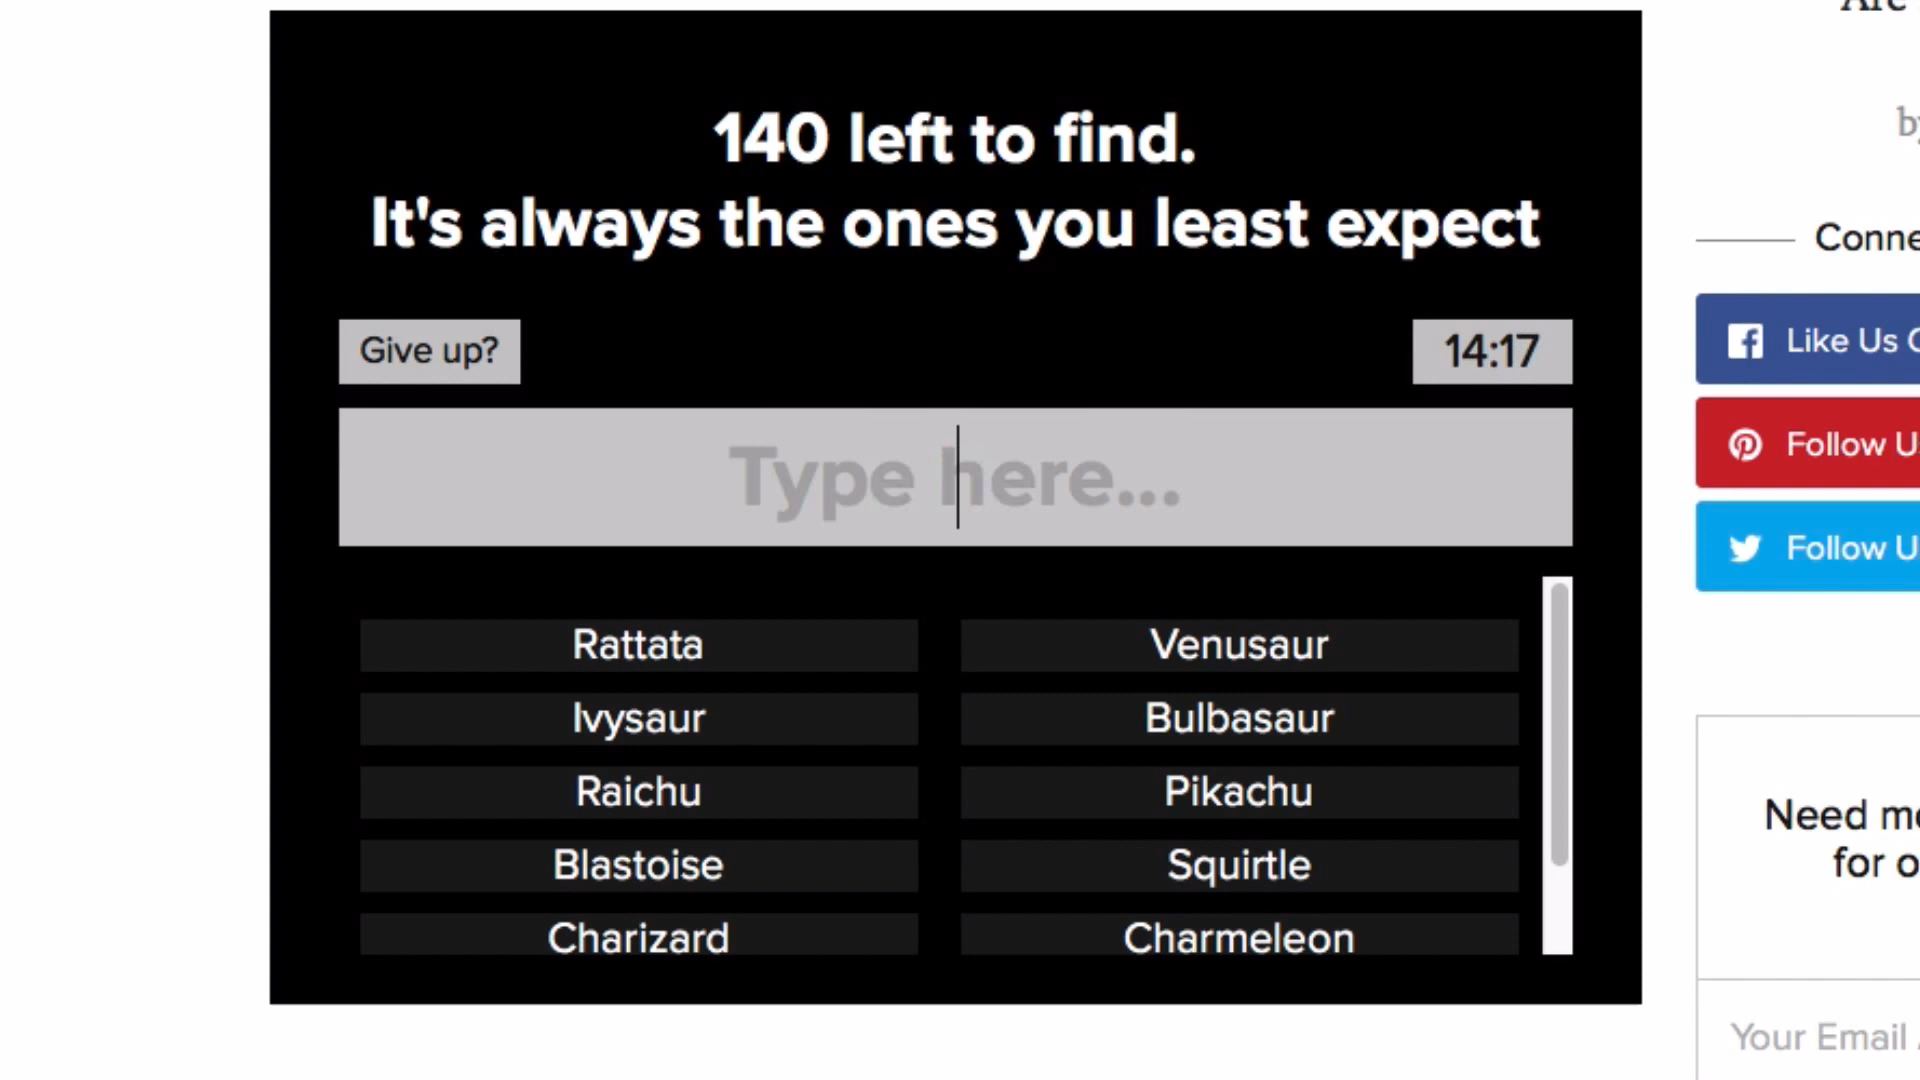 Are
140 left to find.
It's always the ones you least expect
Give up?
14:17
Type here...
Rattata
Venusaur
Ivysaur
Bulbasaur
Raichu
Pikachu
Blastoise
Squirtle
Charizard
Charmeleon
Like Us
Follow
Follow
Need
for
Your Email